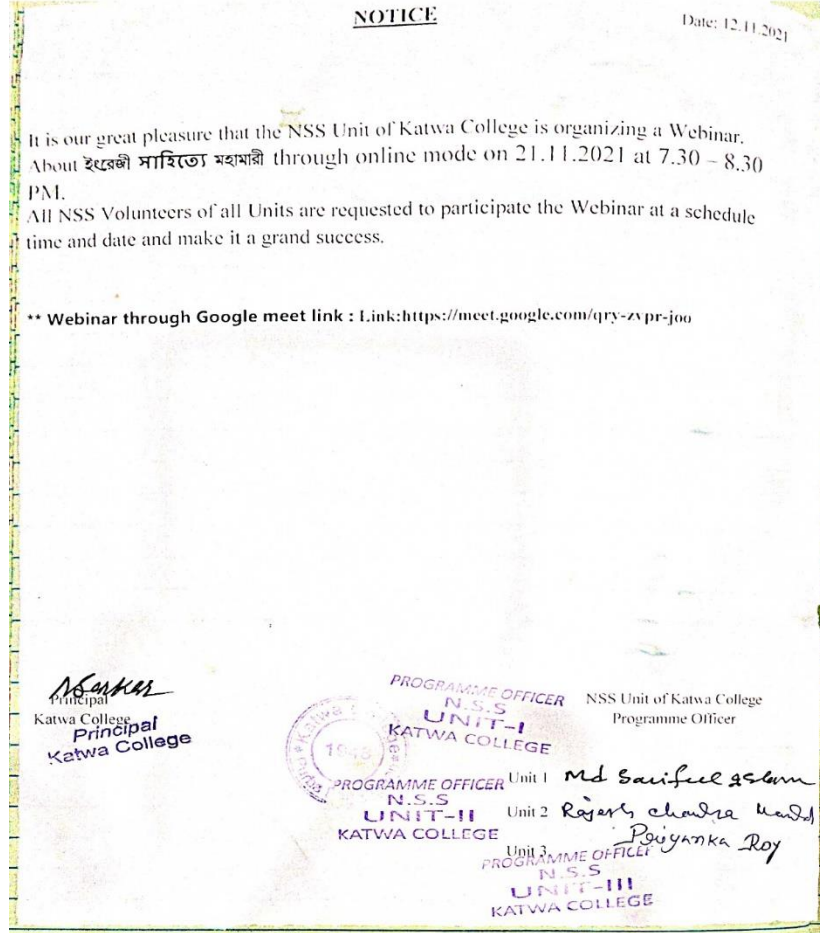 NOTICE
Date: 12.11.2021
It is our great pleasure that the NSS Unit of Katwa College is organizing a Webinar.
About ইংরেজী সাহিত্যে মহামারী through online mode on 21.11.2021 at 7.30 – 8.30
PM.
All NSS Volunteers of all Units are requested to participate the Webinar at a schedule
time and date and make it a grand success.
** Webinar through Google meet link : Link:https://meet.google.com/qry-zvpr-joo
NSarkar
Principal
Katwa College
Principal
Katwa College
PROGRAMME OFFICER
N.S.S
UNIT-I
KATWA COLLEGE
NSS Unit of Katwa College
Programme Officer
Katwa
1948
Unit 1 Md Sariful Islam
PROGRAMME OFFICER
N.S.S
UNIT-II
KATWA COLLEGE
Unit 2 Rajesh Chandra
Unit 3 Priyanka Roy
PROGRAMME OFFICER
N.S.S
UNIT-III
KATWA COLLEGE